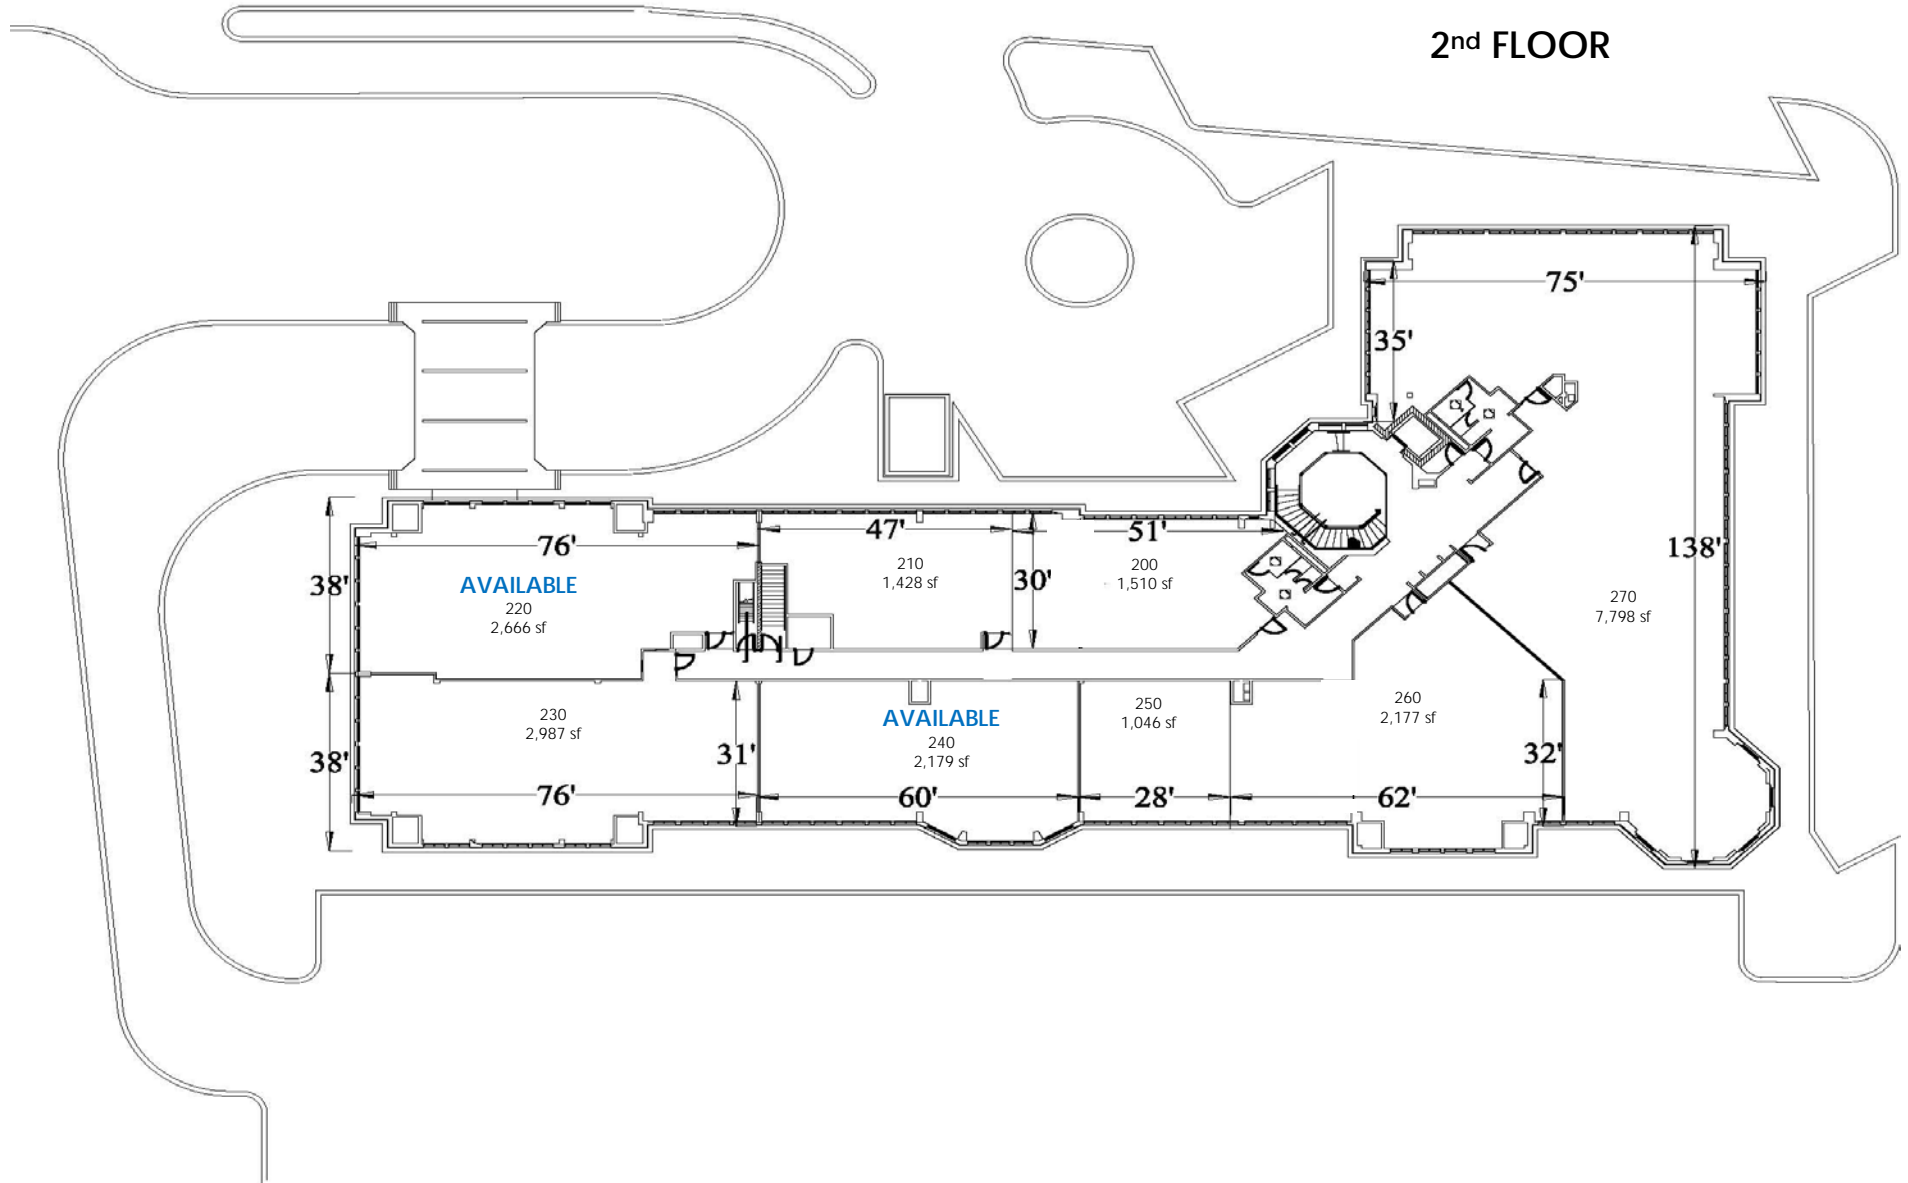 2nd FLOOR
75'
35'
138'
270
7,798 sf
76'
38'
AVAILABLE
220
2,666 sf
47'
210
1,428 sf
30'
51'
200
1,510 sf
38'
230
2,987 sf
31'
76'
AVAILABLE
240
2,179 sf
60'
250
1,046 sf
28'
260
2,177 sf
32'
62'